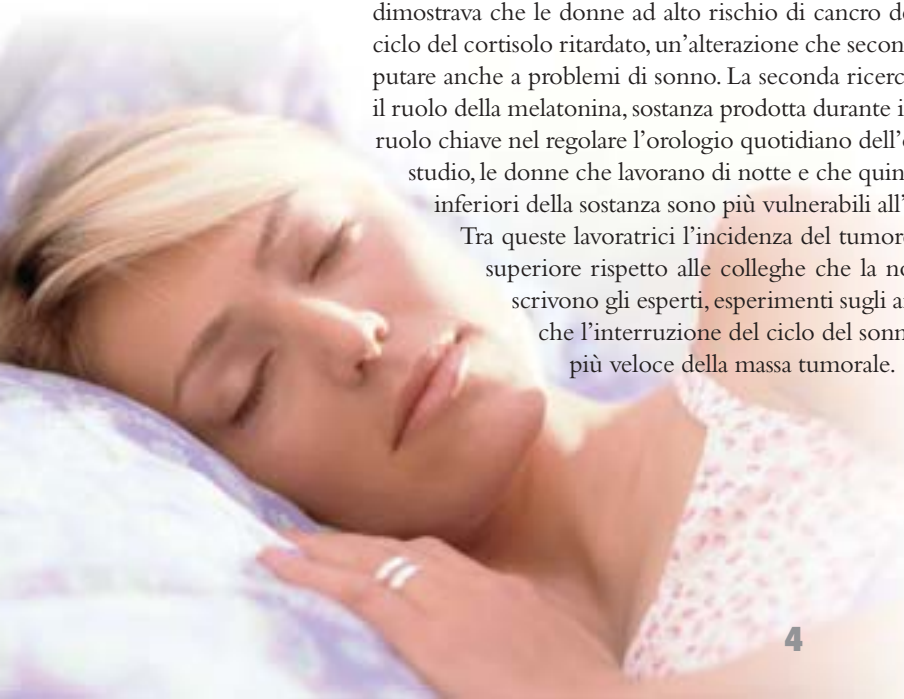 dimostrava che le donne ad alto rischio di cancro d
ciclo del cortisolo ritardato, un’alterazione che secon
putare anche a problemi di sonno. La seconda ricerc
il ruolo della melatonina, sostanza prodotta durante i
ruolo chiave nel regolare l’orologio quotidiano dell’
studio, le donne che lavorano di notte e che quin
inferiori della sostanza sono più vulnerabili all’
Tra queste lavoratrici l’incidenza del tumor
superiore rispetto alle colleghe che la no
scrivono gli esperti, esperimenti sugli a
che l’interruzione del ciclo del sonn
più veloce della massa tumorale.
4